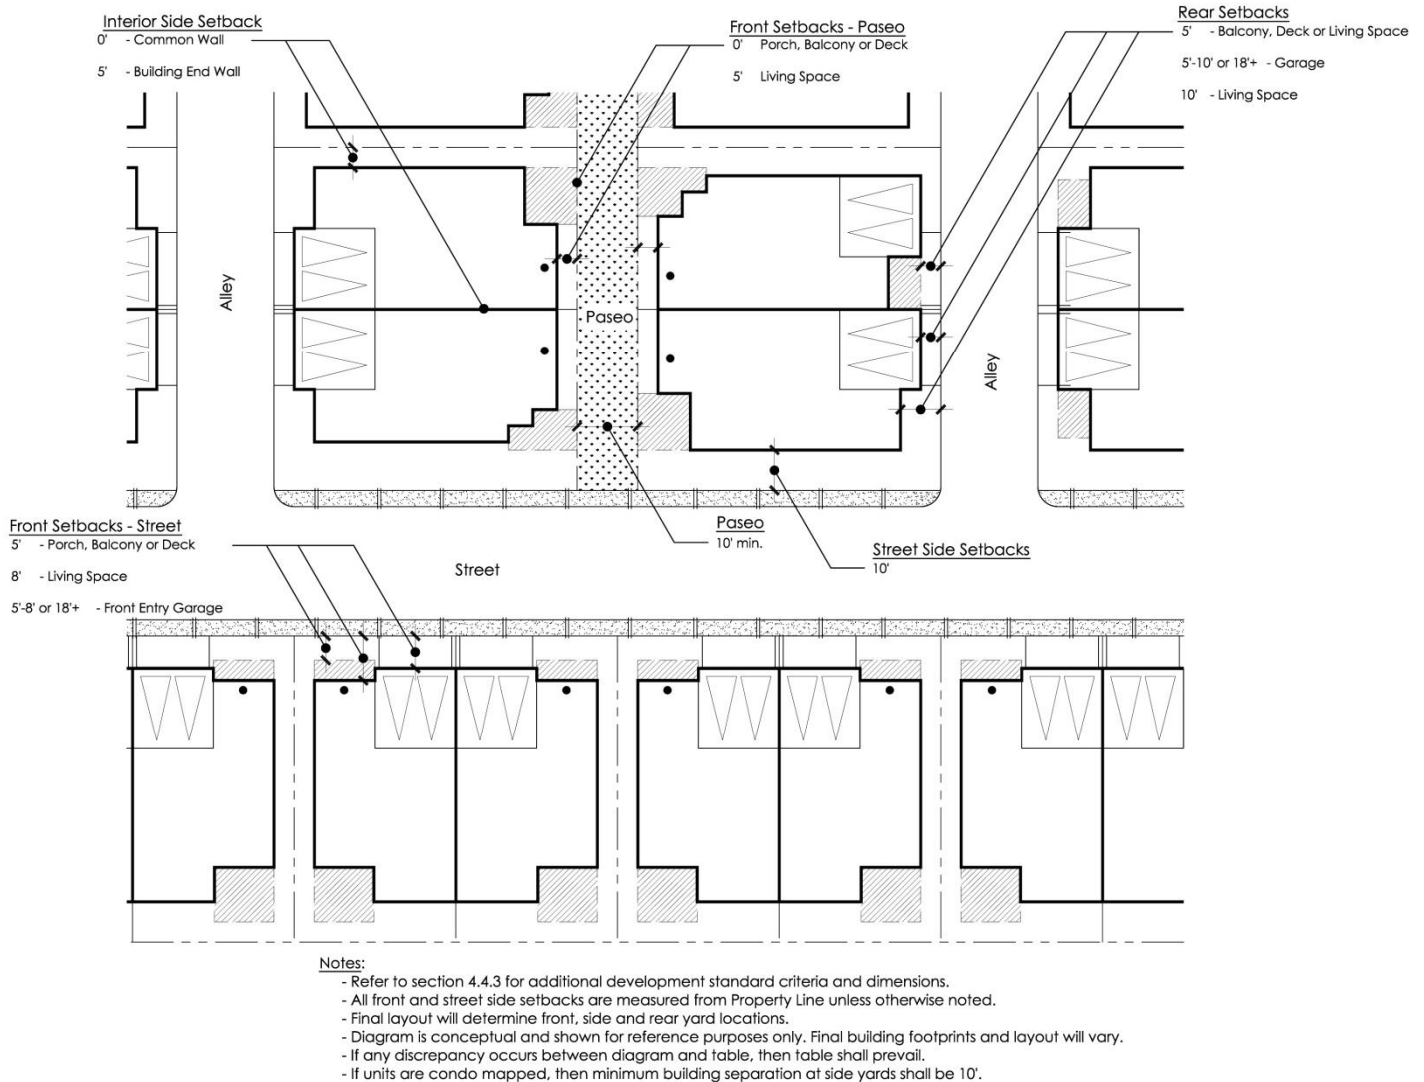 Interior Side Setback
0' - Common Wall
5' - Building End Wall
Front Setbacks - Paseo
0' Porch, Balcony or Deck
5' Living Space
Rear Setbacks
5' - Balcony, Deck or Living Space
5'-10' or 18'+ - Garage
10' - Living Space
Alley
Paseo
Alley
Front Setbacks - Street
5' - Porch, Balcony or Deck
8' - Living Space
5'-8' or 18'+ - Front Entry Garage
Street
Paseo
10' min.
Street Side Setbacks
10'
Notes:
- Refer to section 4.4.3 for additional development standard criteria and dimensions.
- All front and street side setbacks are measured from Property Line unless otherwise noted.
- Final layout will determine front, side and rear yard locations.
- Diagram is conceptual and shown for reference purposes only. Final building footprints and layout will vary.
- If any discrepancy occurs between diagram and table, then table shall prevail.
- If units are condo mapped, then minimum building separation at side yards shall be 10'.